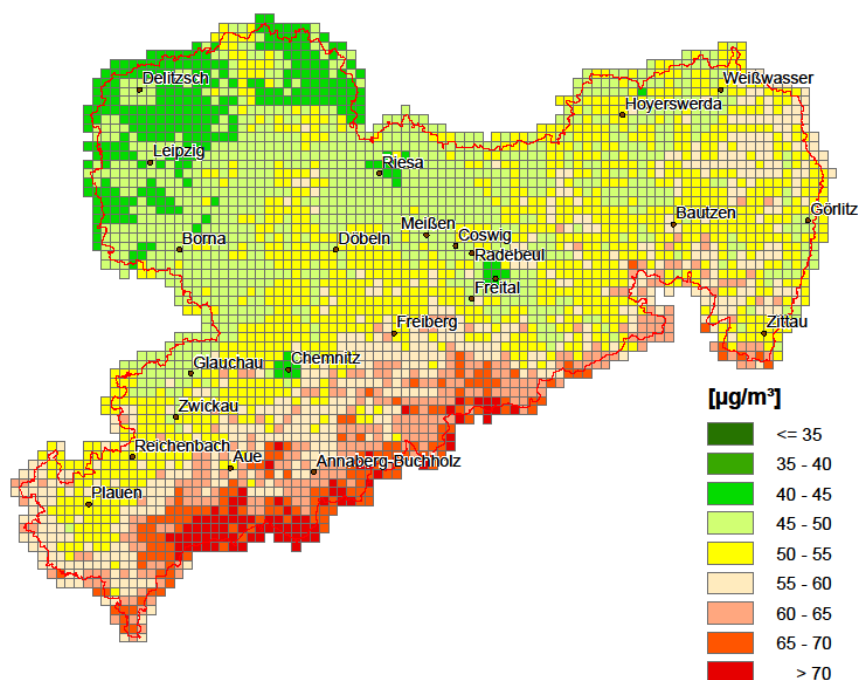 Delitzsch
Weißwasser
Hoyerswerda
Leipzig
Riesa
Bautzen
Görlitz
Meißen
Coswig
Borna
Döbeln
Radebeul
Freital
Freiberg
Zittau
Glauchau
Chemnitz
Zwickau
Reichenbach
Aue
Annaberg-Buchholz
Plauen
[µg/m³]
<= 35
35 - 40
40 - 45
45 - 50
50 - 55
55 - 60
60 - 65
65 - 70
> 70